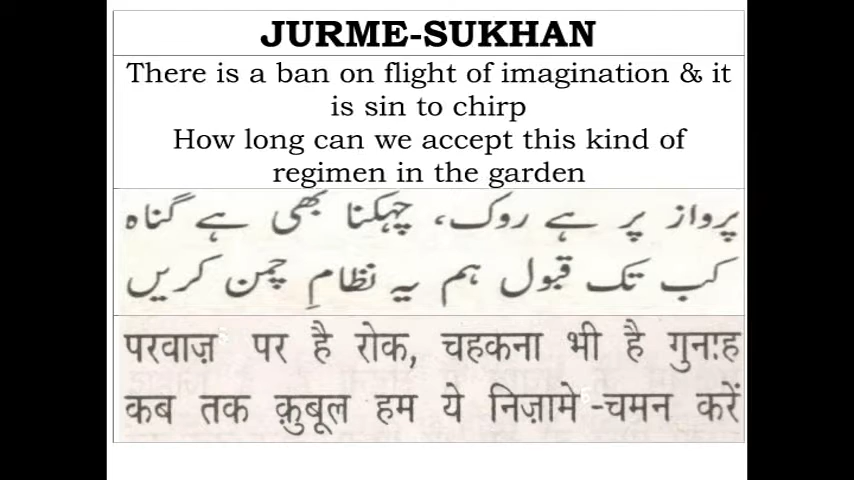 JURME-SUKHAN
There is a ban on flight of imagination & it
is sin to chirp
How long can we accept this kind of
regimen in the garden
پرواز پر ہے روک، چہکنا بھی ہے گناہ
کب تک قبول ہم یہ نظامِ چمن کریں
परवाज़ पर है रोक, चहकना भी है गुनाह
कब तक क़ुबूल हम ये निज़ामे -चमन करें